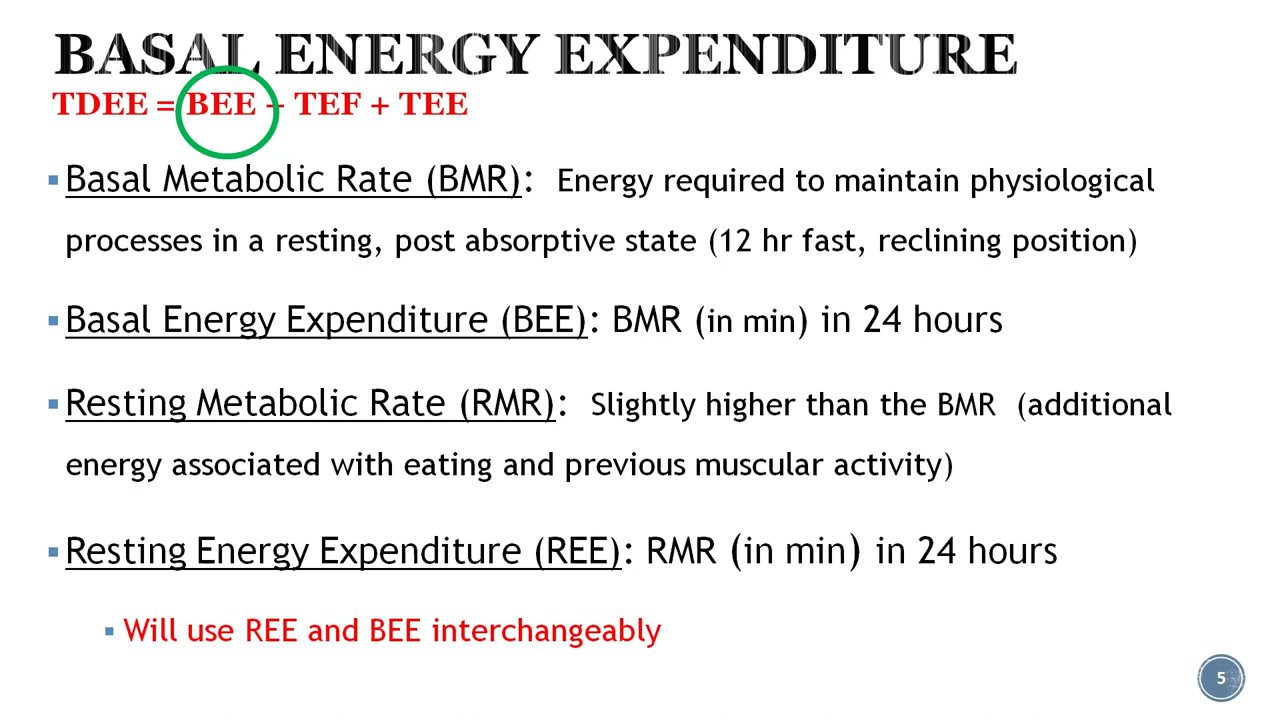 BASAL ENERGY EXPENDITURE
TDEE = BEE + TEF + TEE
▪ Basal Metabolic Rate (BMR): Energy required to maintain physiological
processes in a resting, post absorptive state (12 hr fast, reclining position)
▪ Basal Energy Expenditure (BEE): BMR (in min) in 24 hours
▪ Resting Metabolic Rate (RMR): Slightly higher than the BMR (additional
energy associated with eating and previous muscular activity)
▪ Resting Energy Expenditure (REE): RMR (in min) in 24 hours
▪ Will use REE and BEE interchangeably
5